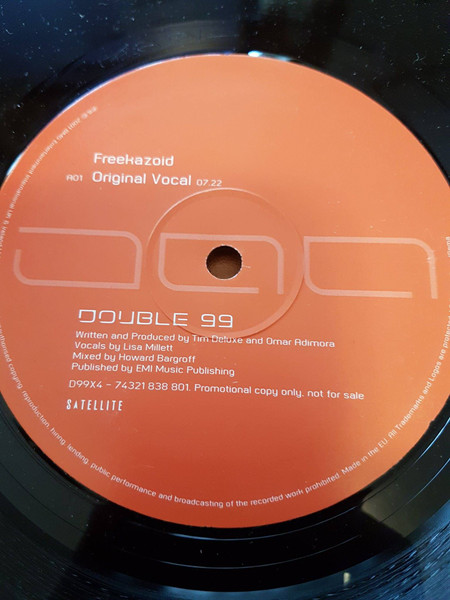 Freekazoid
A01 Original Vocal 07.22
DOUBLE 99
Written and Produced by Tim Deluxe and Omar Adimora
Vocals by Lisa Millett
Mixed by Howard Bargroff
Published by EMI Music Publishing
D99X4 – 74321 838 801. Promotional copy only, not for sale
SATELLITE
copying, reproduction, hiring, lending, public performance and broadcasting of the recorded work prohibited. Made in the EU. All Trademarks and Logos are